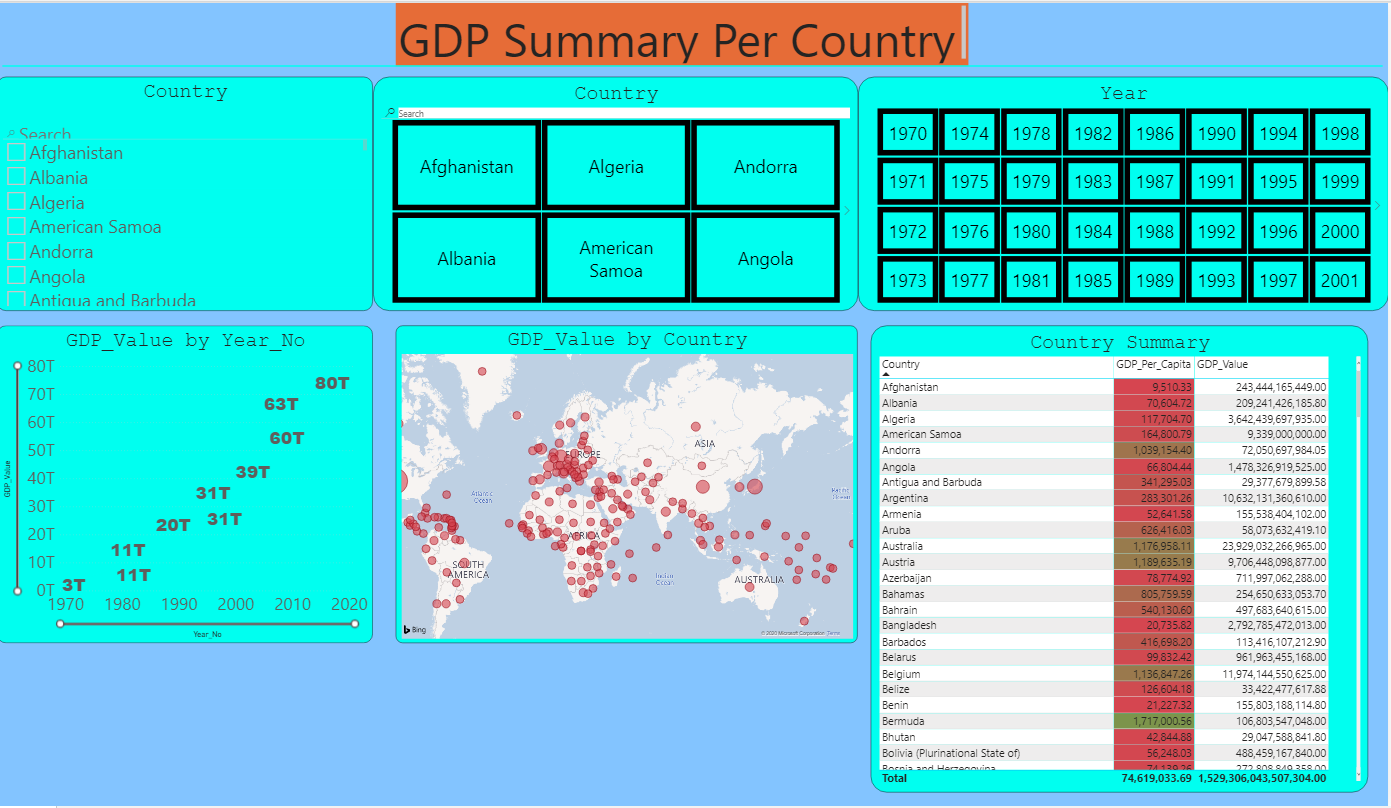 GDP Summary Per Country
Country
Search
Afghanistan
Albania
Algeria
American Samoa
Andorra
Angola
Antigua and Barbuda
Country
Search
Afghanistan Algeria Andorra
Albania American Samoa Angola
Year
1970 1974 1978 1982 1986 1990 1994 1998
1971 1975 1979 1983 1987 1991 1995 1999
1972 1976 1980 1984 1988 1992 1996 2000
1973 1977 1981 1985 1989 1993 1997 2001
GDP_Value by Year_No
GDP_Value
80T
70T
60T
50T
40T
30T
20T
10T
0T
80T
63T
60T
39T
31T
31T
20T
11T
11T
3T
1970 1980 1990 2000 2010 2020
Year_No
GDP_Value by Country
ASIA
EUROPE
Atlantic Ocean
Pacific Ocean
AFRICA
SOUTH AMERICA
Indian Ocean
AUSTRALIA
Bing
© 2020 Microsoft Corporation Terms
Country Summary
Country GDP_Per_Capita GDP_Value
Afghanistan 9,510.33 243,444,165,449.00
Albania 70,604.72 209,241,426,185.80
Algeria 117,704.70 3,642,439,697,935.00
American Samoa 164,800.79 9,339,000,000.00
Andorra 1,039,154.40 72,050,697,984.05
Angola 66,804.44 1,478,326,919,525.00
Antigua and Barbuda 341,295.03 29,377,679,899.58
Argentina 283,301.26 10,632,131,360,610.00
Armenia 52,641.58 155,538,404,102.00
Aruba 626,416.03 58,073,632,419.10
Australia 1,176,958.11 23,929,032,266,965.00
Austria 1,189,635.19 9,706,448,098,877.00
Azerbaijan 78,774.92 711,997,062,288.00
Bahamas 805,759.59 254,650,633,053.70
Bahrain 540,130.60 497,683,640,615.00
Bangladesh 20,735.82 2,792,785,472,013.00
Barbados 416,698.20 113,416,107,212.90
Belarus 99,832.42 961,963,455,168.00
Belgium 1,136,847.26 11,974,144,550,625.00
Belize 126,604.18 33,422,477,617.88
Benin 21,227.32 155,803,188,114.80
Bermuda 1,717,000.56 106,803,547,048.00
Bhutan 42,844.88 29,047,588,841.80
Bolivia (Plurinational State of) 56,248.03 488,459,167,840.00
Bosnia and Herzegovina 74,139.26 272,808,849,358.00
Total 74,619,033.69 1,529,306,043,507,304.00